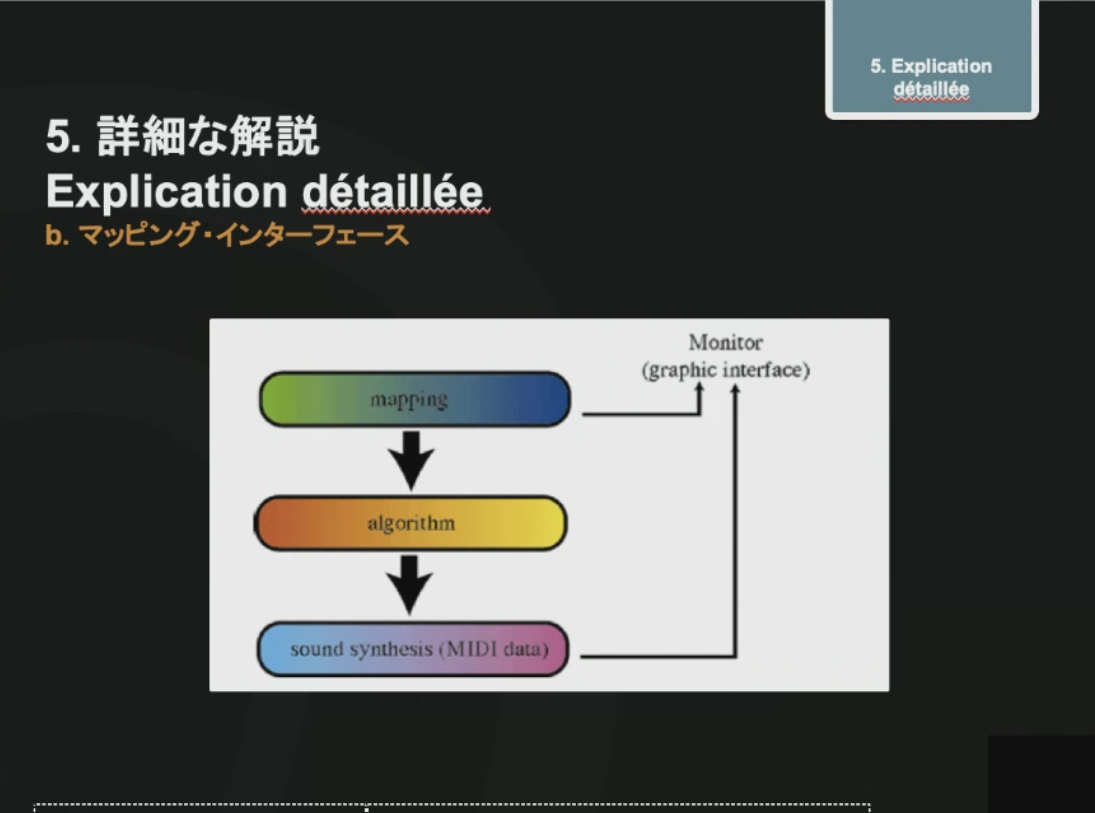 5. Explication
détaillée
5. 詳細な解説
Explication détaillée
b. マッピング・インターフェース
Monitor
(graphic interface)
mapping
algorithm
sound synthesis (MIDI data)